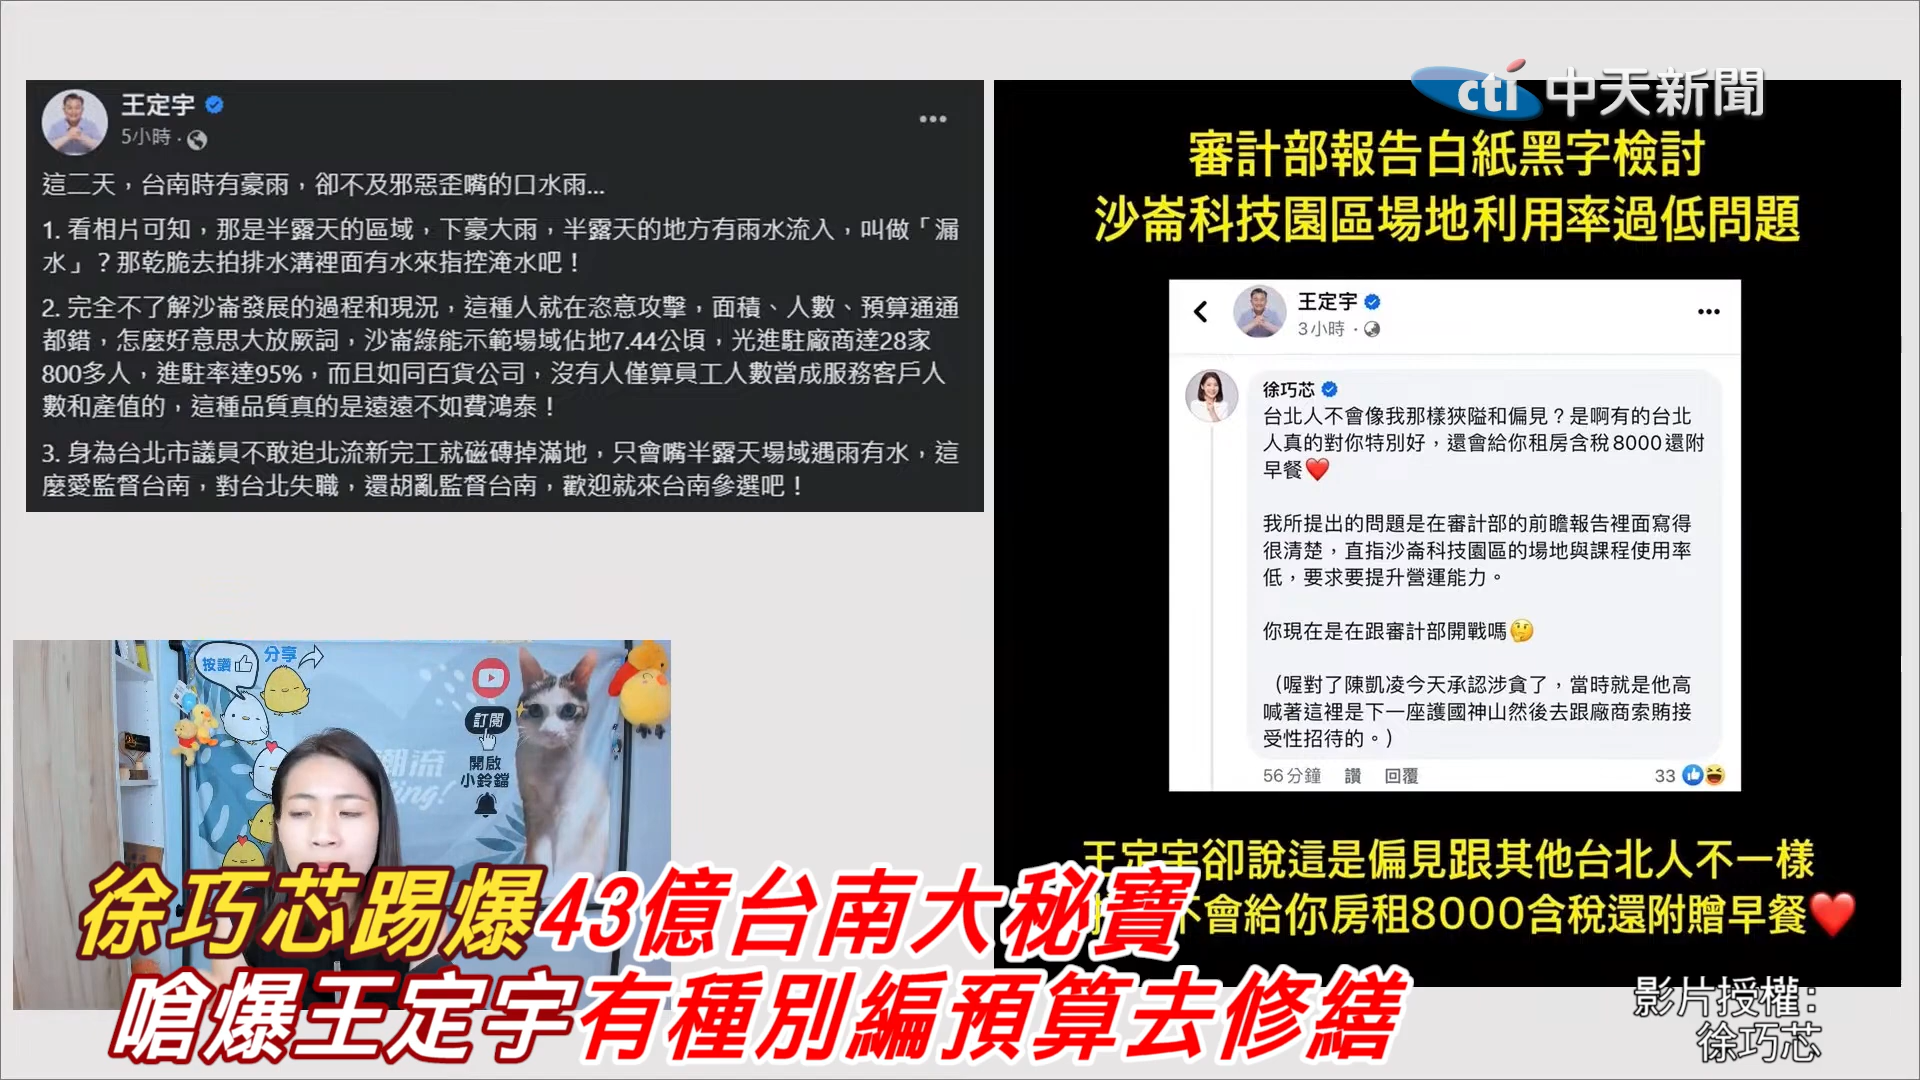 cti 中天新聞
王定宇
5小時
這二天，台南時有豪雨，卻不及邪惡歪嘴的口水雨...
1. 看相片可知，那是半露天的區域，下豪大雨，半露天的地方有雨水流入，叫做「漏
水」？那乾脆去拍排水溝裡面有水來指控淹水吧！
2. 完全不了解沙崙發展的過程和現況，這種人就在恣意攻擊，面積、人數、預算通通
都錯，怎麼好意思大放厥詞，沙崙綠能示範場域佔地7.44公頃，光進駐廠商達28家
800多人，進駐率達95%，而且如同百貨公司，沒有人僅算員工人數當成服務客戶人
數和產值的，這種品質真的是遠遠不如費鴻泰！
3. 身為台北市議員不敢追北流新完工就磁磚掉滿地，只會嘴半露天場域遇雨有水，這
麼愛監督台南，對台北失職，還胡亂監督台南，歡迎就來台南參選吧！
審計部報告白紙黑字檢討
沙崙科技園區場地利用率過低問題
王定宇
3小時
徐巧芯
台北人不會像我那樣狹隘和偏見？是啊有的台北
人真的對你特別好，還會給你租房含稅8000還附
早餐❤️
我所提出的問題是在審計部的前瞻報告裡面寫得
很清楚，直指沙崙科技園區的場地與課程使用率
低，要求要提升營運能力。
你現在是在跟審計部開戰嗎🤔
（喔對了陳凱凌今天承認涉貪了，當時就是他高
喊著這裡是下一座護國神山然後去跟廠商索賄接
受性招待的。）
56分鐘 讚 回覆 33
王定宇卻說這是偏見跟其他台北人不一樣
不會給你房租8000含稅還附贈早餐❤️
按讚
分享
訂閱
開啟
小鈴鐺
潮流
徐巧芯踢爆43億台南大秘寶
嗆爆王定宇有種別編預算去修繕
影片授權:
徐巧芯